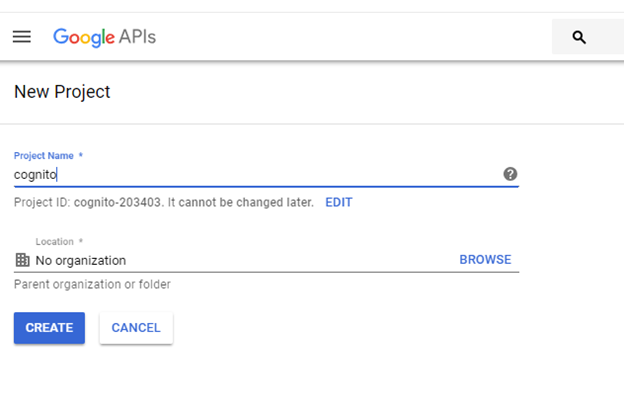 Google APIs
New Project
Project Name *
cognito
Project ID: cognito-203403. It cannot be changed later. EDIT
Location *
No organization BROWSE
Parent organization or folder
CREATE CANCEL